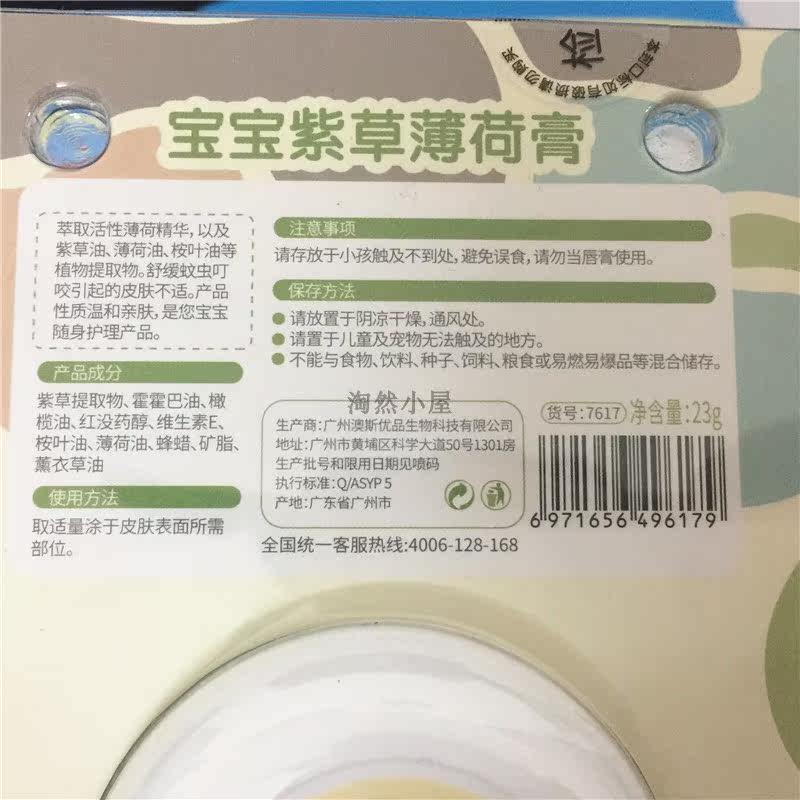 检
本封口标如有破损请勿购买
宝宝紫草薄荷膏
萃取活性薄荷精华,以及
紫草油、薄荷油、桉叶油等
植物提取物。舒缓蚊虫叮
咬引起的皮肤不适。产品
性质温和亲肤,是您宝宝
随身护理产品。
产品成分
紫草提取物、霍霍巴油、橄
榄油、红没药醇、维生素E、
桉叶油、薄荷油、蜂蜡、矿脂、
薰衣草油
使用方法
取适量涂于皮肤表面所需
部位。
注意事项
请存放于小孩触及不到处,避免误食,请勿当唇膏使用。
保存方法
请放置于阴凉干燥,通风处。
请置于儿童及宠物无法触及的地方。
不能与食物、饮料、种子、饲料、粮食或易燃易爆品等混合储存。
淘然小屋
生产商:广州澳斯优品生物科技有限公司
地址:广州市黄埔区科学大道50号1301房
生产批号和限用日期见喷码
执行标准:Q/ASYP 5
产地:广东省广州市
全国统一客服热线:4006-128-168
货号:7617
净含量:23g
6 971656 496179